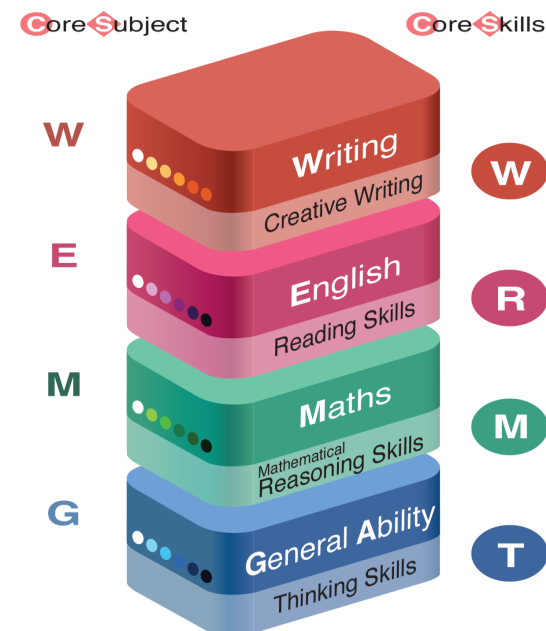 Core Subject
Core Skills
W
Writing
Creative Writing
W
E
English
Reading Skills
R
M
Maths
Mathematical
Reasoning Skills
M
G
General Ability
Thinking Skills
T